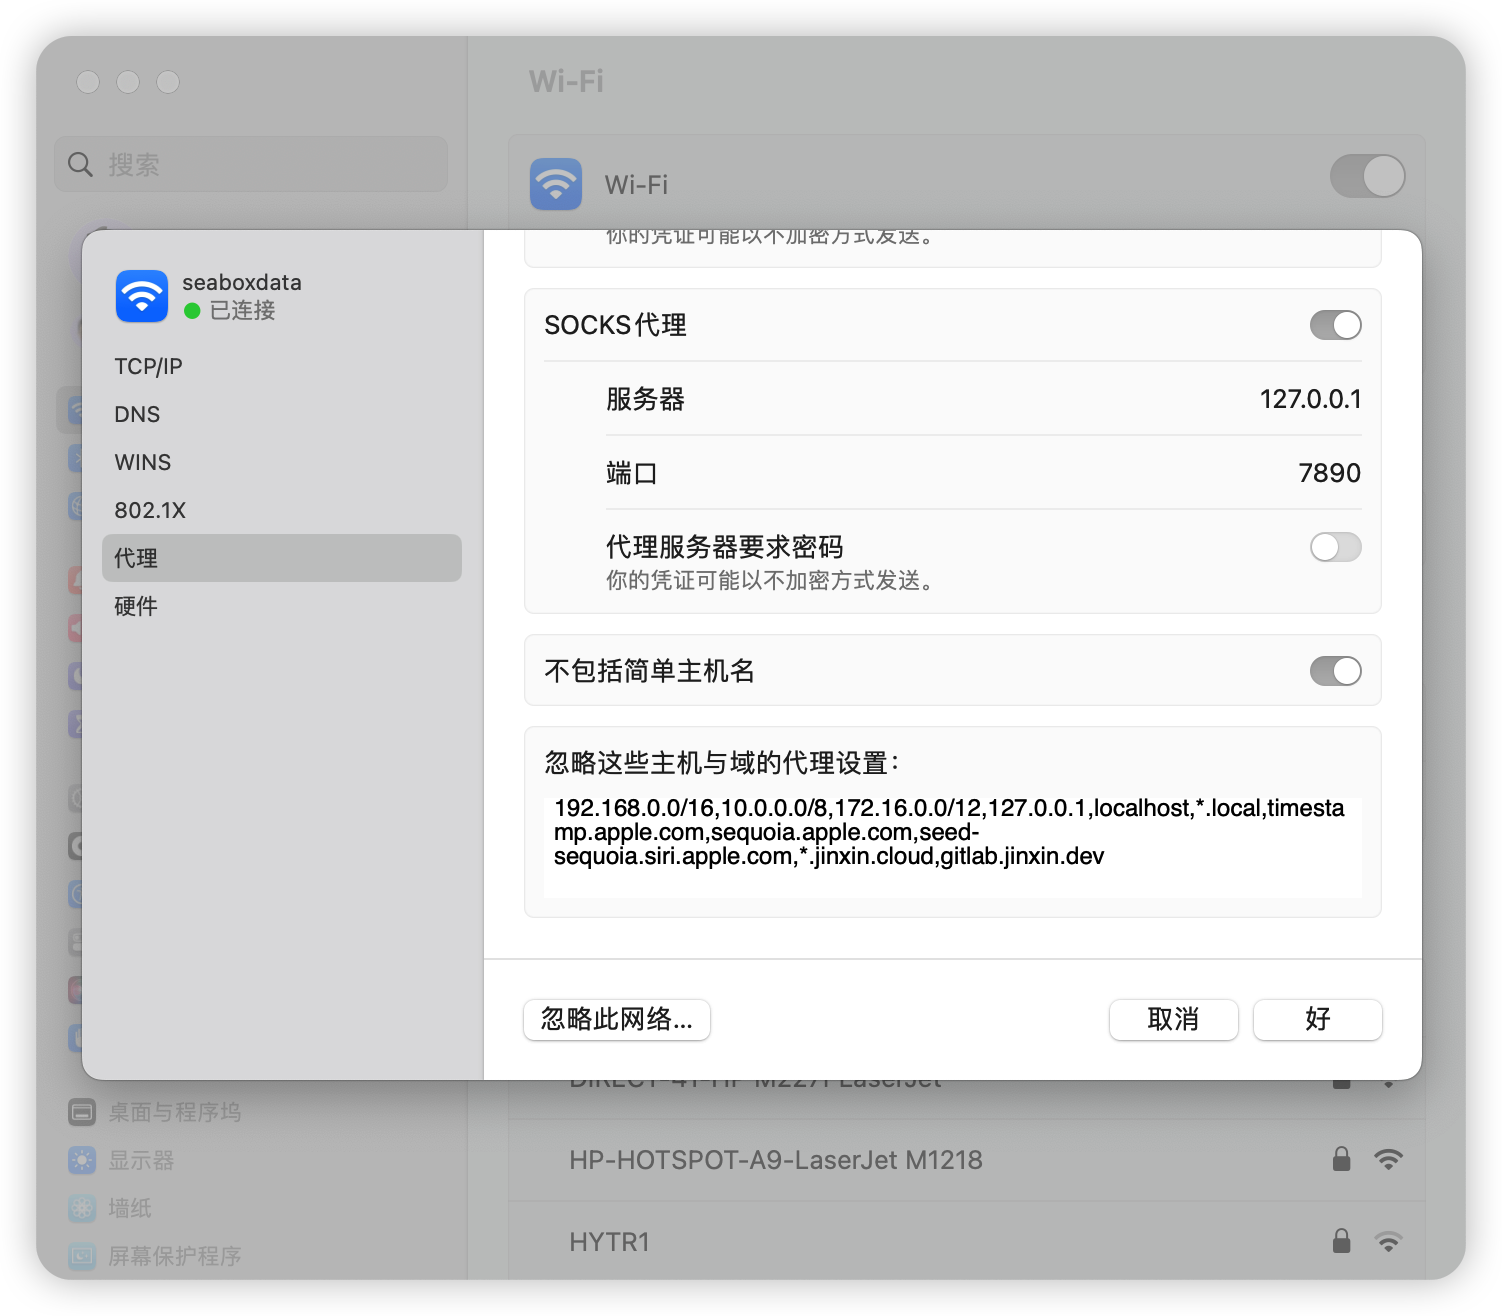 Wi-Fi
搜索
Wi-Fi
你的凭证可能以不加密方式发送。
seaboxdata
已连接
TCP/IP
DNS
WINS
802.1X
代理
硬件
SOCKS代理
服务器
127.0.0.1
端口
7890
代理服务器要求密码
你的凭证可能以不加密方式发送。
不包括简单主机名
忽略这些主机与域的代理设置：
192.168.0.0/16,10.0.0.0/8,172.16.0.0/12,127.0.0.1,localhost,*.local,timesta
mp.apple.com,sequoia.apple.com,seed-
sequoia.siri.apple.com,*.jinxin.cloud,gitlab.jinxin.dev
忽略此网络...
取消
好
DIRECT-41-HP M227f LaserJet
桌面与程序坞
显示器
墙纸
屏幕保护程序
HP-HOTSPOT-A9-LaserJet M1218
HYTR1